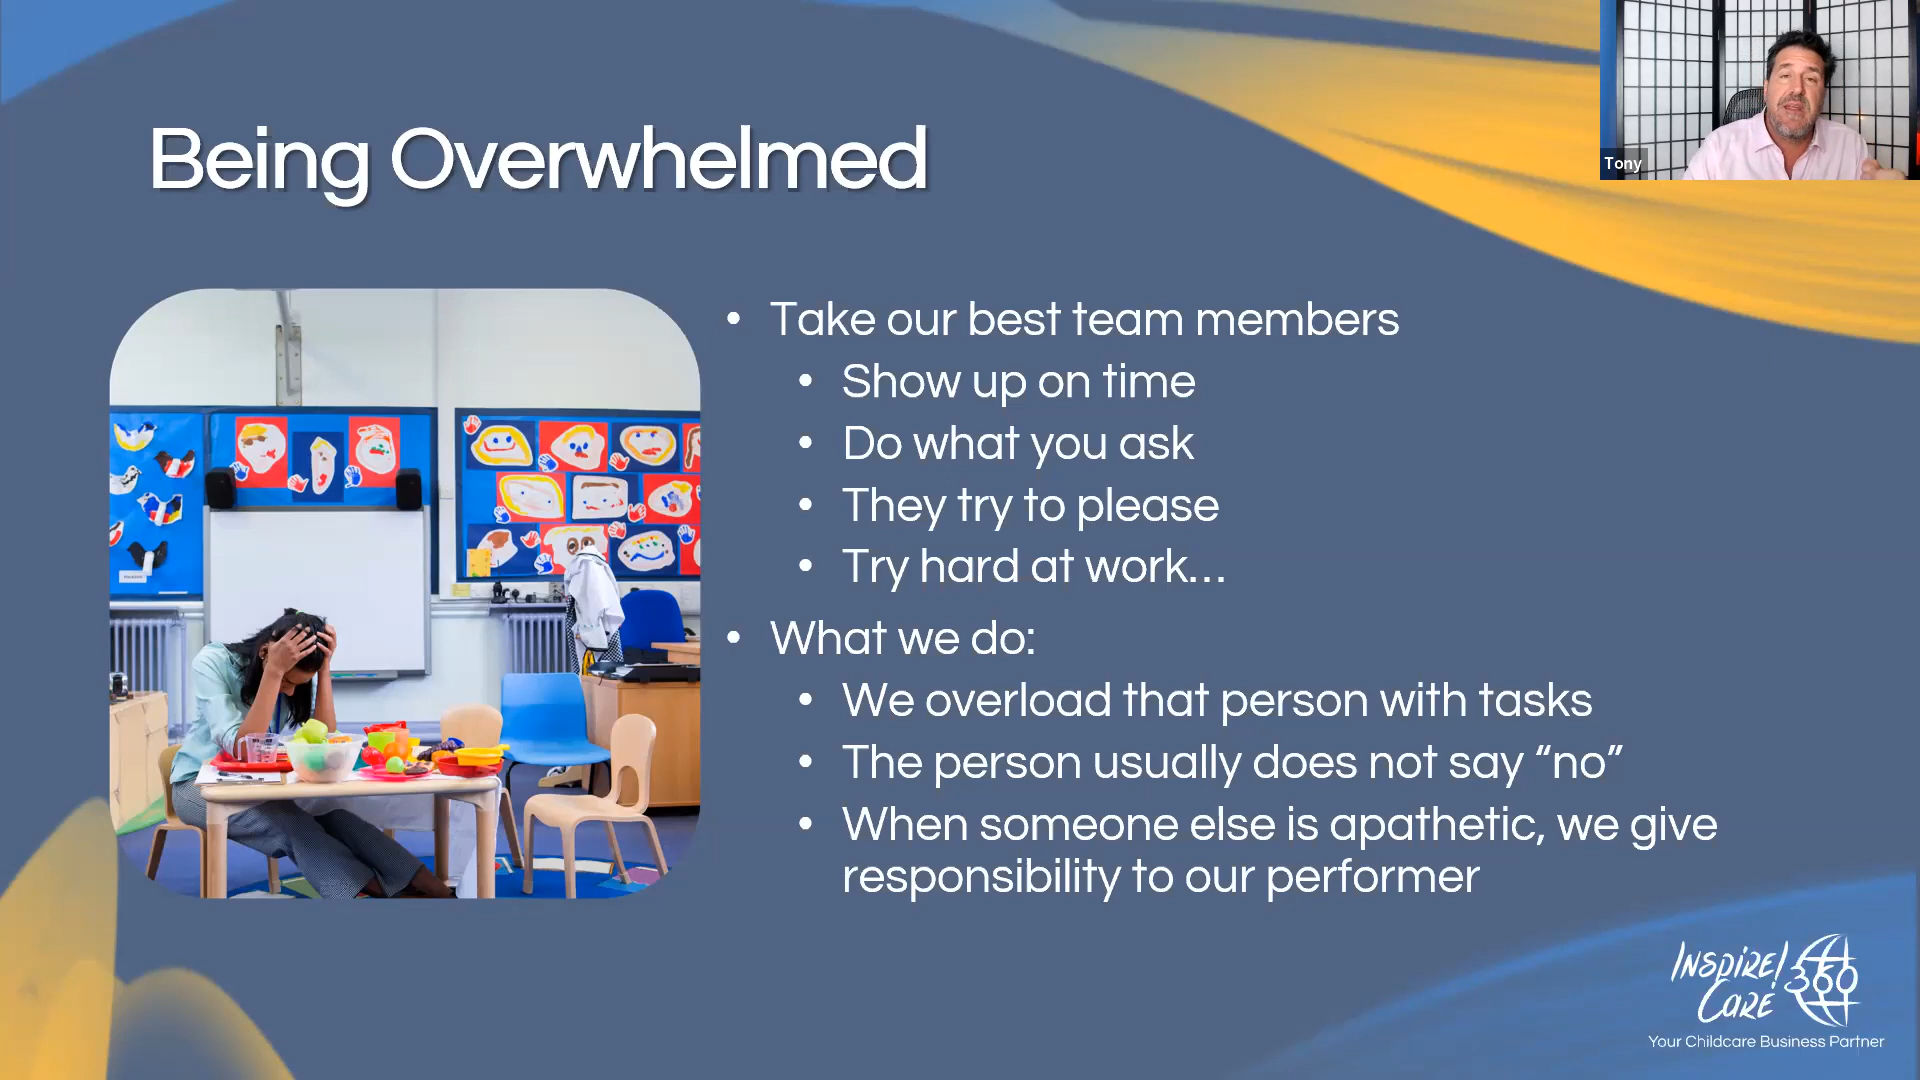 Tony
Being Overwhelmed
• Take our best team members
• Show up on time
• Do what you ask
• They try to please
• Try hard at work...
• What we do:
• We overload that person with tasks
• The person usually does not say “no”
• When someone else is apathetic, we give
responsibility to our performer
INSPIRE!
CARE 360
Your Childcare Business Partner